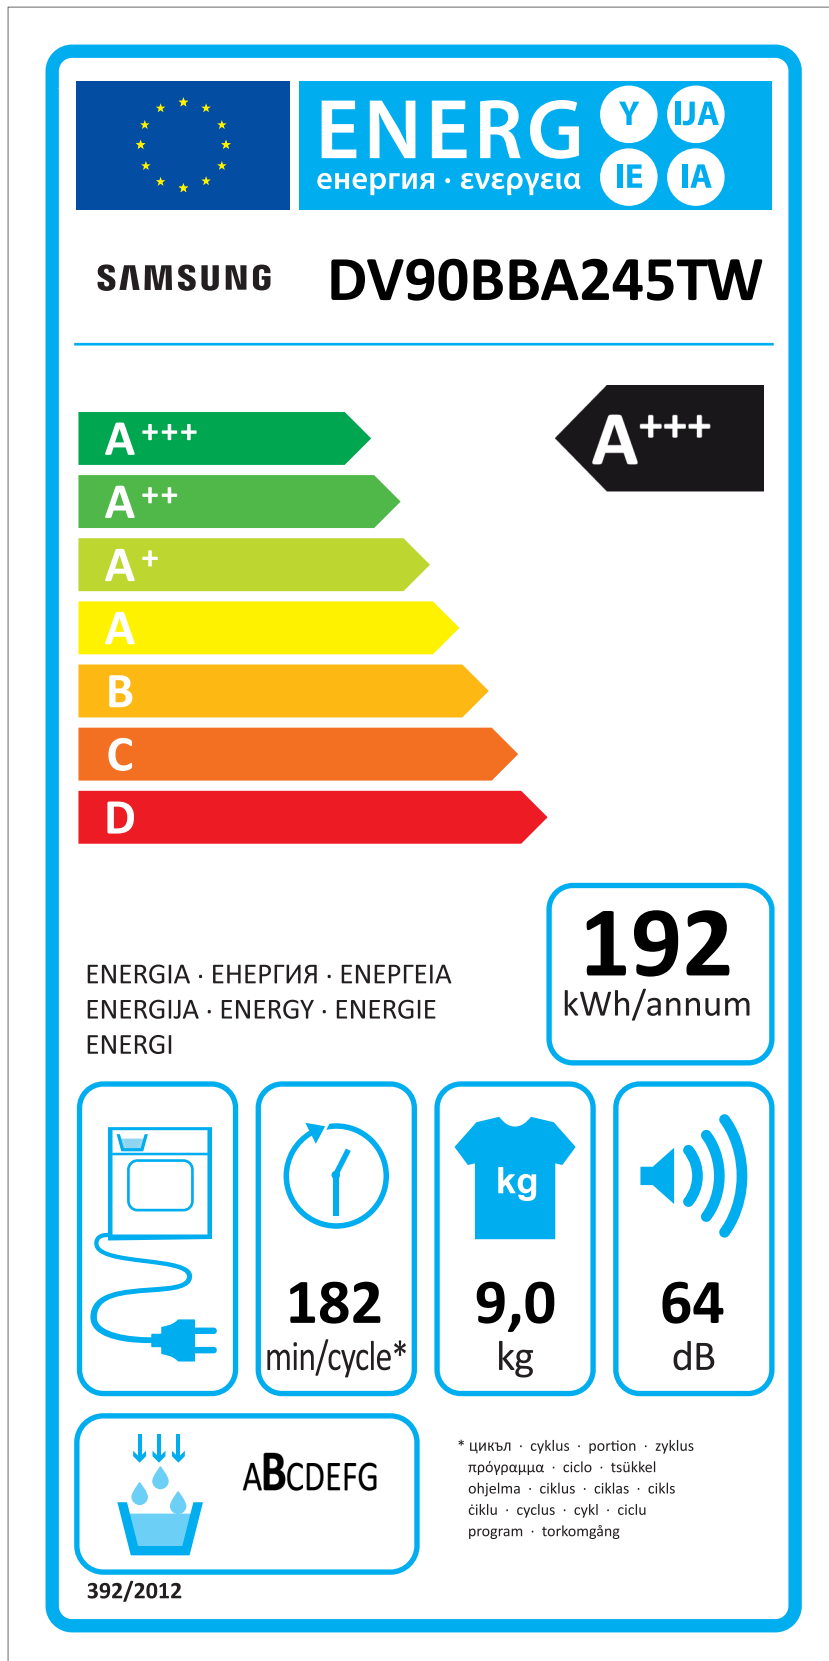 ENERG Y IJA
енергия · ενεργεια IE IA
SAMSUNG DV90BBA245TW
A+++ A+++
A++
A+
A
B
C
D
192
kWh/annum
ENERGIA · ЕНЕРГИЯ · ΕΝΕΡΓΕΙΑ
ENERGIJA · ENERGY · ENERGIE
ENERGI
kg
182 9,0 64
min/cycle* kg dB
ABCDEFG
* цикъл · cyklus · portion · zyklus
πρόγραμμα · ciclo · tsükkel
ohjelma · ciklus · ciklas · cikls
ċiklu · cyclus · cykl · ciclu
program · torkomgång
392/2012